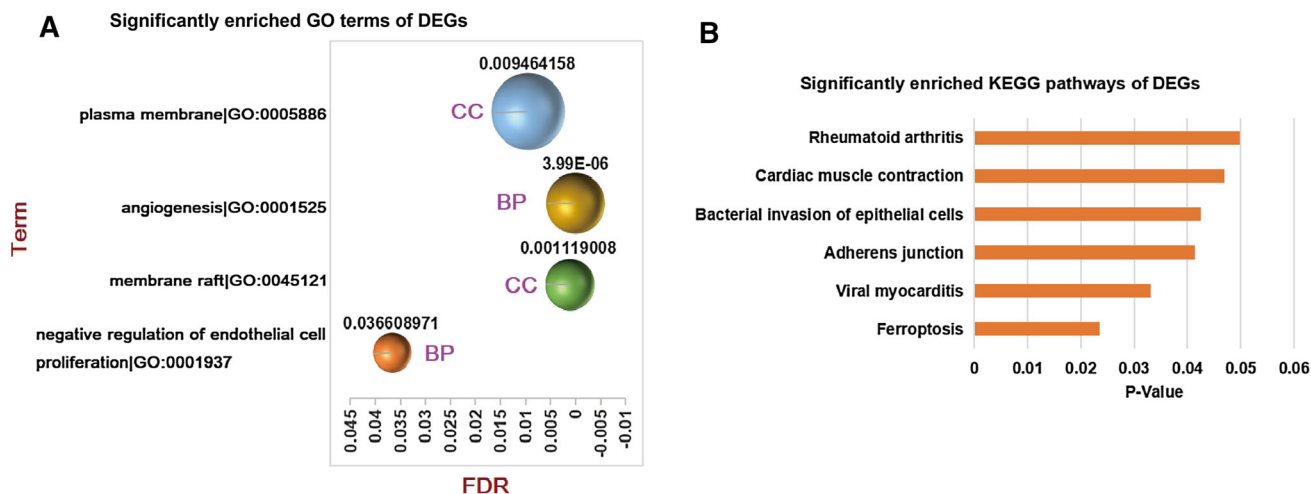 A
Significantly enriched GO terms of DEGs
Term
plasma membrane|GO:0005886
angiogenesis|GO:0001525
membrane raft|GO:0045121
negative regulation of endothelial cell
proliferation|GO:0001937
0.009464158
CC
3.99E-06
BP
0.001119008
CC
0.036608971
BP
0.045 0.04 0.035 0.03 0.025 0.02 0.015 0.01 0.005 0 -0.005 -0.01
FDR
B
Significantly enriched KEGG pathways of DEGs
Rheumatoid arthritis
Cardiac muscle contraction
Bacterial invasion of epithelial cells
Adherens junction
Viral myocarditis
Ferroptosis
0 0.01 0.02 0.03 0.04 0.05 0.06
P-Value